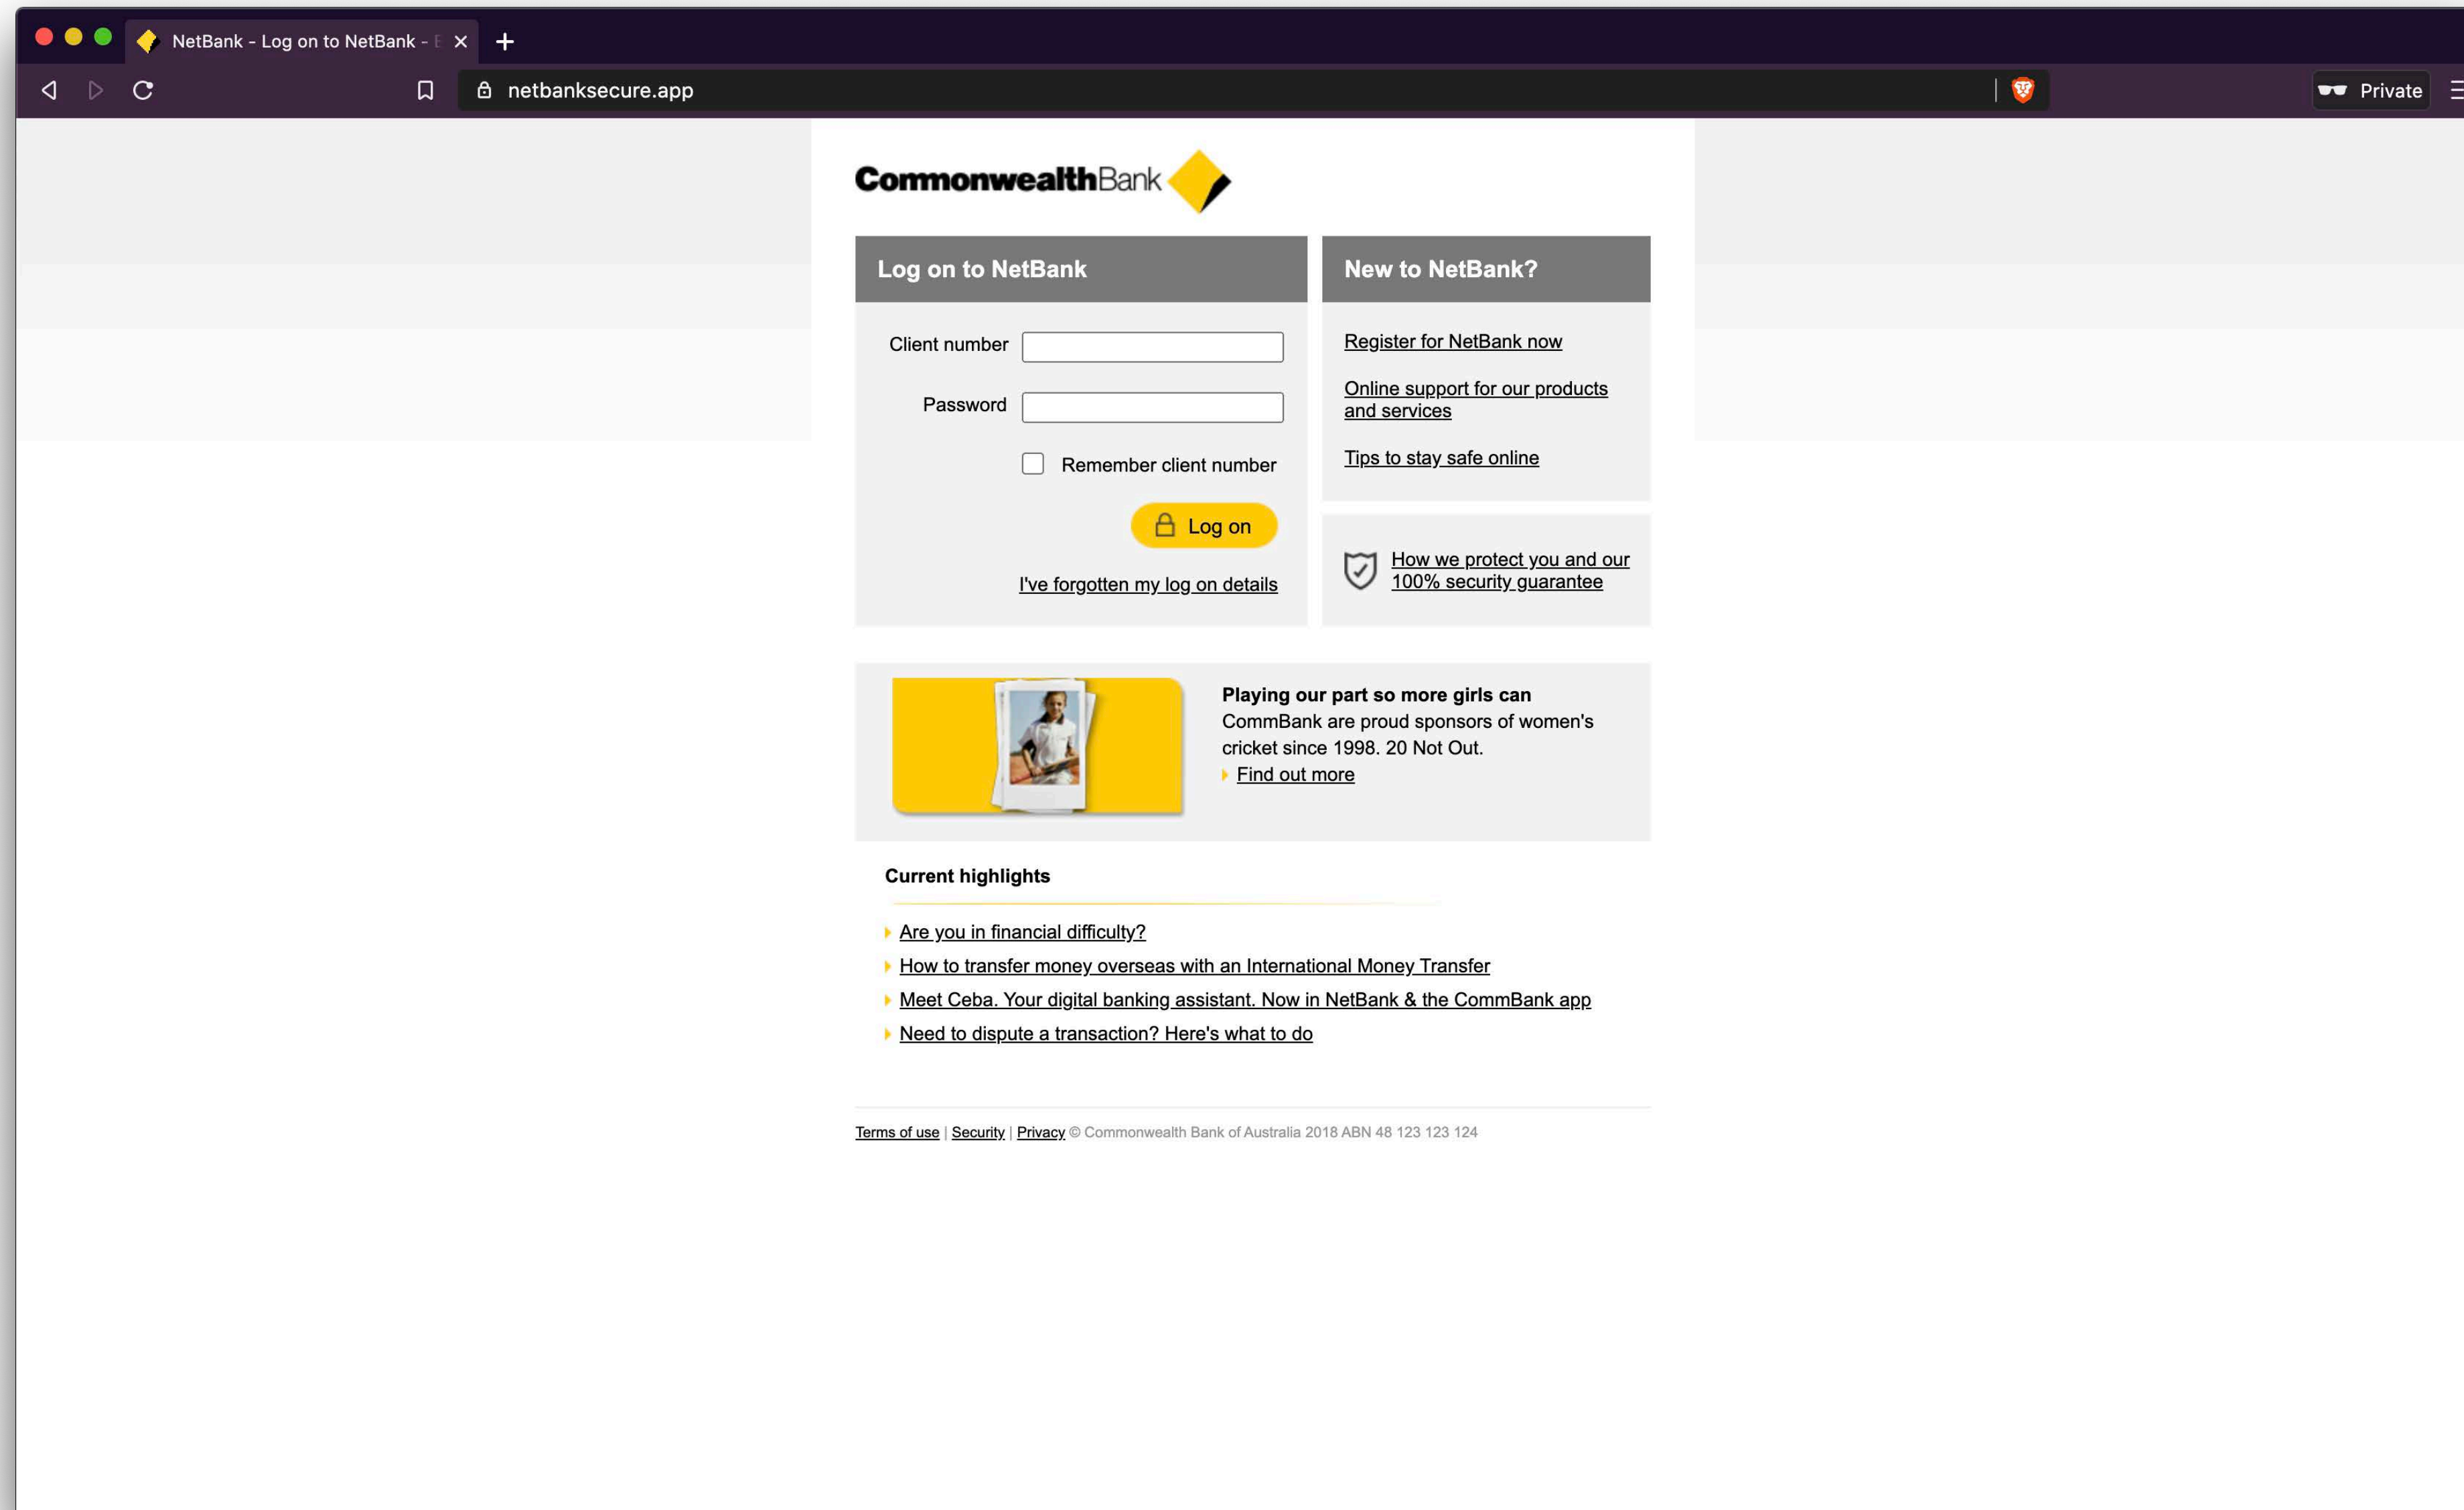 NetBank - Log on to NetBank -
netbanksecure.app
Private
CommonwealthBank
Log on to NetBank
Client number
Password
Remember client number
Log on
I've forgotten my log on details
New to NetBank?
Register for NetBank now
Online support for our products
and services
Tips to stay safe online
How we protect you and our
100% security guarantee
Playing our part so more girls can
CommBank are proud sponsors of women's
cricket since 1998. 20 Not Out.
Find out more
Current highlights
Are you in financial difficulty?
How to transfer money overseas with an International Money Transfer
Meet Ceba. Your digital banking assistant. Now in NetBank & the CommBank app
Need to dispute a transaction? Here's what to do
Terms of use | Security | Privacy © Commonwealth Bank of Australia 2018 ABN 48 123 123 124